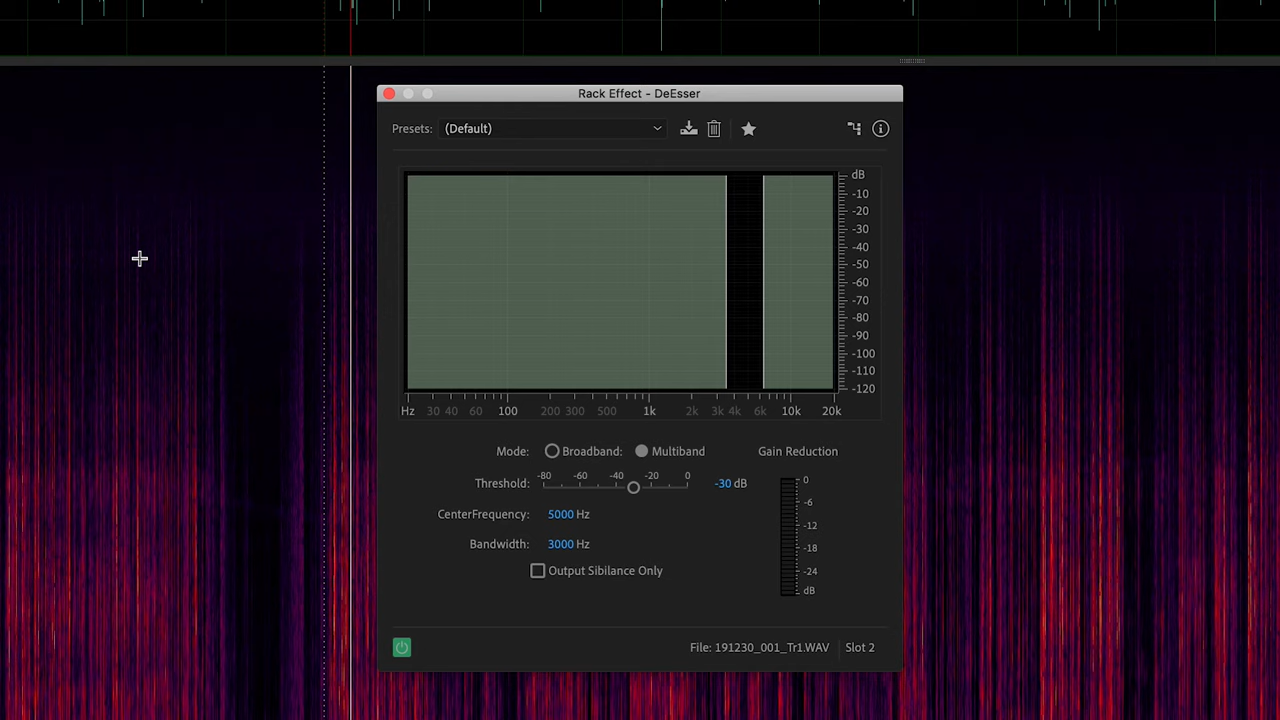 Rack Effect - DeEsser
Presets: (Default)
dB
-10
-20
-30
-40
-50
-60
-70
-80
-90
-100
-110
-120
Hz 30 40 60 100 200 300 500 1k 2k 3k 4k 6k 10k 20k
Mode: Broadband: Multiband
Gain Reduction
-80 -60 -40 -20 0
Threshold: -30 dB
CenterFrequency: 5000 Hz
Bandwidth: 3000 Hz
Output Sibilance Only
0
-6
-12
-18
-24
dB
File: 191230_001_Tr1.WAV Slot 2